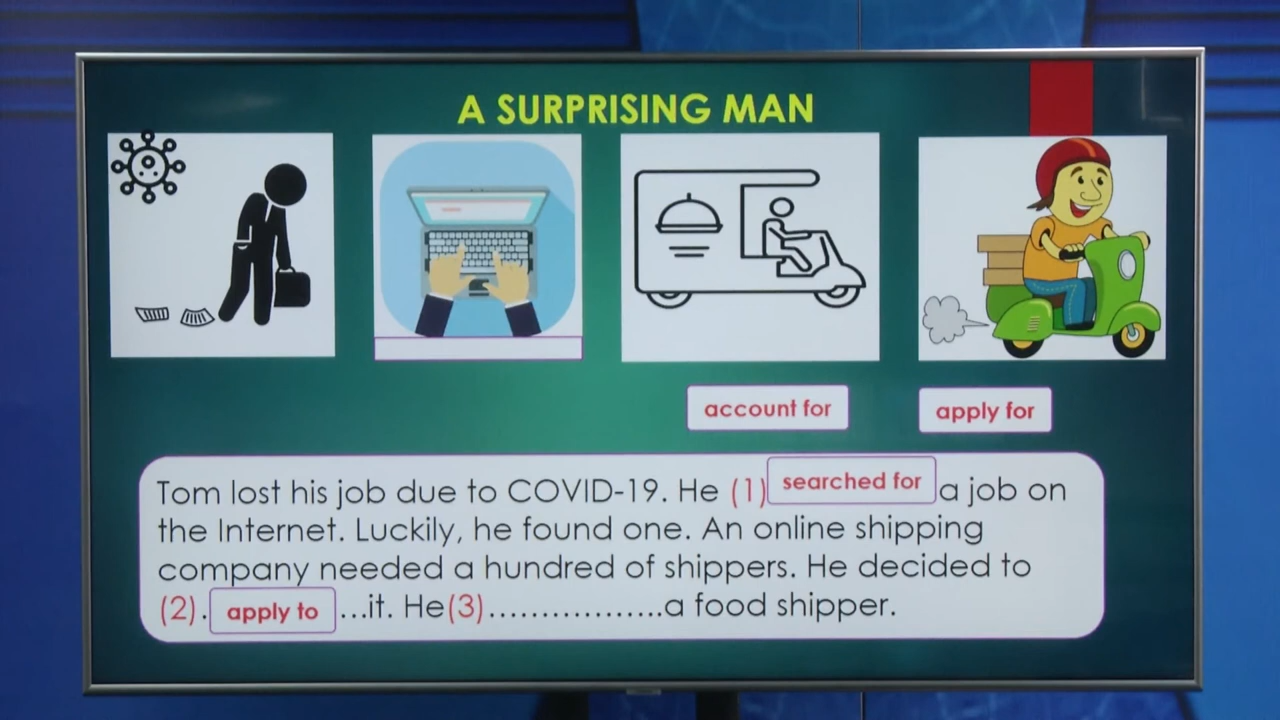 A SURPRISING MAN
account for
apply for
Tom lost his job due to COVID-19. He (1) searched for a job on
the Internet. Luckily, he found one. An online shipping
company needed a hundred of shippers. He decided to
(2). apply to ...it. He(3)..................a food shipper.